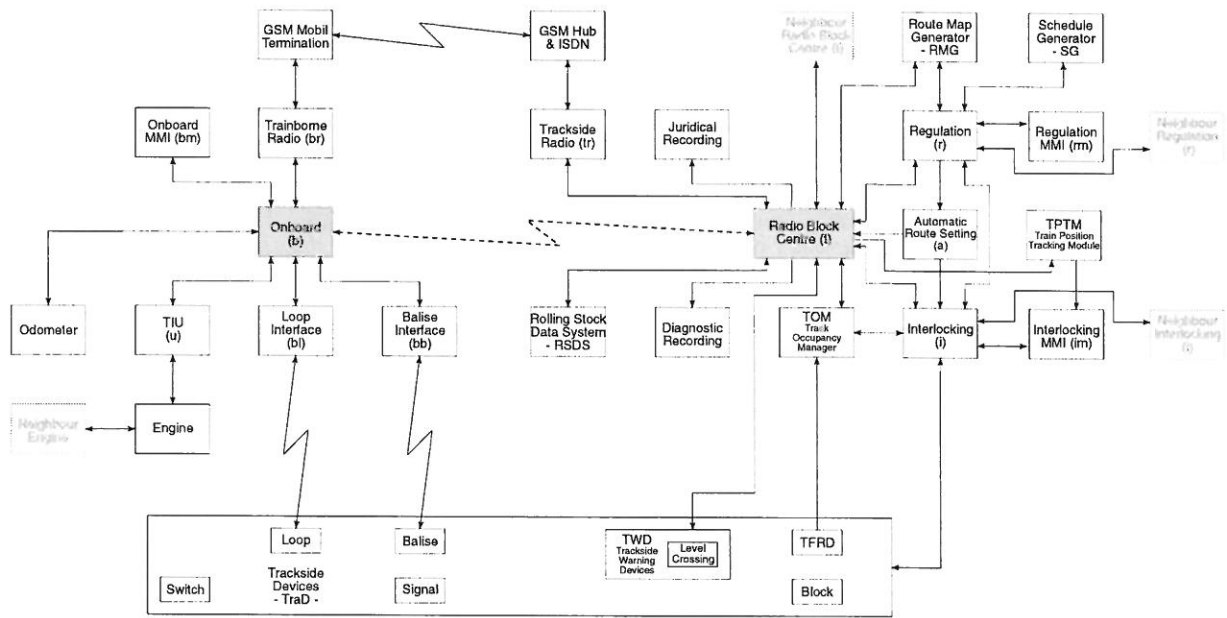 GSM Mobil
Termination
GSM Hub
& ISDN
Neighbour
Radio Block
Centre (t)
Route Map
Generator
- RMG
Schedule
Generator
- SG
Onboard
MMI (bm)
Trainborne
Radio (br)
Trackside
Radio (tr)
Juridical
Recording
Regulation
(r)
Regulation
MMI (rm)
Neighbour
Regulation
(r)
Onboard
(b)
Radio Block
Centre (t)
Automatic
Route Setting
(a)
TPTM
Train Position
Tracking Module
Odometer
TIU
(u)
Loop
Interface
(bl)
Balise
Interface
(bb)
Rolling Stock
Data System
- RSDS
Diagnostic
Recording
TOM
Track
Occupancy
Manager
Interlocking
(i)
Interlocking
MMI (im)
Neighbour
Interlocking
(i)
Neighbour
Engine
Engine
Loop
Balise
TWD
Trackside
Warning
Devices
Level
Crossing
TFRD
Switch
Trackside
Devices
- TraD -
Signal
Block